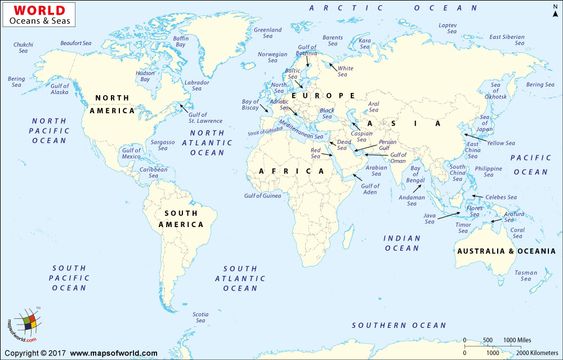 WORLD
Oceans & Seas
ARCTIC OCEAN
N
Chukchi
Sea
Beaufort Sea
Baffin
Bay
Greenland
Sea
Norwegian
Sea
Barents
Sea
Kara
Sea
Laptev
Sea
East Siberian
Sea
Bering
Sea
Gulf of
Alaska
Hudson
Bay
Labrador
Sea
Gulf of
Bothnia
White
Sea
Baltic
Sea
North
Sea
Sea
of
Okhotsk
Bering Sea
NORTH
AMERICA
Gulf of
St. Lawrence
Bay of
Biscay
Adriatic
Sea
EUROPE
Black
Sea
Aral
Sea
ASIA
Sea
of
Japan
NORTH
PACIFIC
OCEAN
NORTH
ATLANTIC
OCEAN
Strait of Gibraltar
Mediterranean Sea
Caspian
Sea
Dead
Sea
Persian
Gulf
East
China
Sea
Yellow Sea
Sargasso
Sea
Gulf of
Mexico
Red
Sea
Gulf of
Oman
PACIFIC
OCEAN
Caribbean
Sea
AFRICA
Arabian
Sea
Bay
of
Bengal
South
China
Sea
Philippine
Sea
Gulf of Guinea
Gulf of
Aden
Andaman
Sea
Celebes Sea
SOUTH
AMERICA
Java
Sea
Flores
Sea
Timor
Sea
Arafura
Sea
Coral
Sea
INDIAN
OCEAN
AUSTRALIA & OCEANIA
SOUTH
PACIFIC
OCEAN
SOUTH
ATLANTIC
OCEAN
Tasman
Sea
Scotia
Sea
SOUTHERN OCEAN
mapsofworld.com
Copyright © 2017 www.mapsofworld.com
0 500 1000 Miles
0 1000 2000 Kilometers